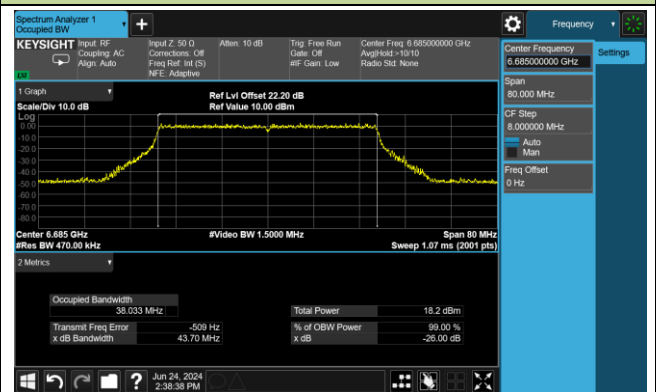 Spectrum Analyzer 1
Occupied BW
+
Frequency
KEYSIGHT
Input: RF
Coupling: AC
Align: Auto
Input Z: 50 Ω
Corrections: Off
Freq Ref: Int (S)
NFE: Adaptive
Atten: 10 dB
Trig: Free Run
Gate: Off
#IF Gain: Low
Center Freq: 6.685000000 GHz
Avg|Hold:>10/10
Radio Std: None
LXI
Center Frequency
6.685000000 GHz
Settings
Span
80.000 MHz
CF Step
8.000000 MHz
Auto
Man
Freq Offset
0 Hz
1 Graph
Scale/Div 10.0 dB
Ref Lvl Offset 22.20 dB
Ref Value 10.00 dBm
Log
0.00
-10.0
-20.0
-30.0
-40.0
-50.0
-60.0
-70.0
-80.0
Center 6.685 GHz
#Video BW 1.5000 MHz
Span 80 MHz
#Res BW 470.00 kHz
Sweep 1.07 ms (2001 pts)
2 Metrics
Occupied Bandwidth
38.033 MHz
Total Power 18.2 dBm
Transmit Freq Error -509 Hz
% of OBW Power 99.00 %
x dB Bandwidth 43.70 MHz
x dB -26.00 dB
?
Jun 24, 2024
2:38:38 PM